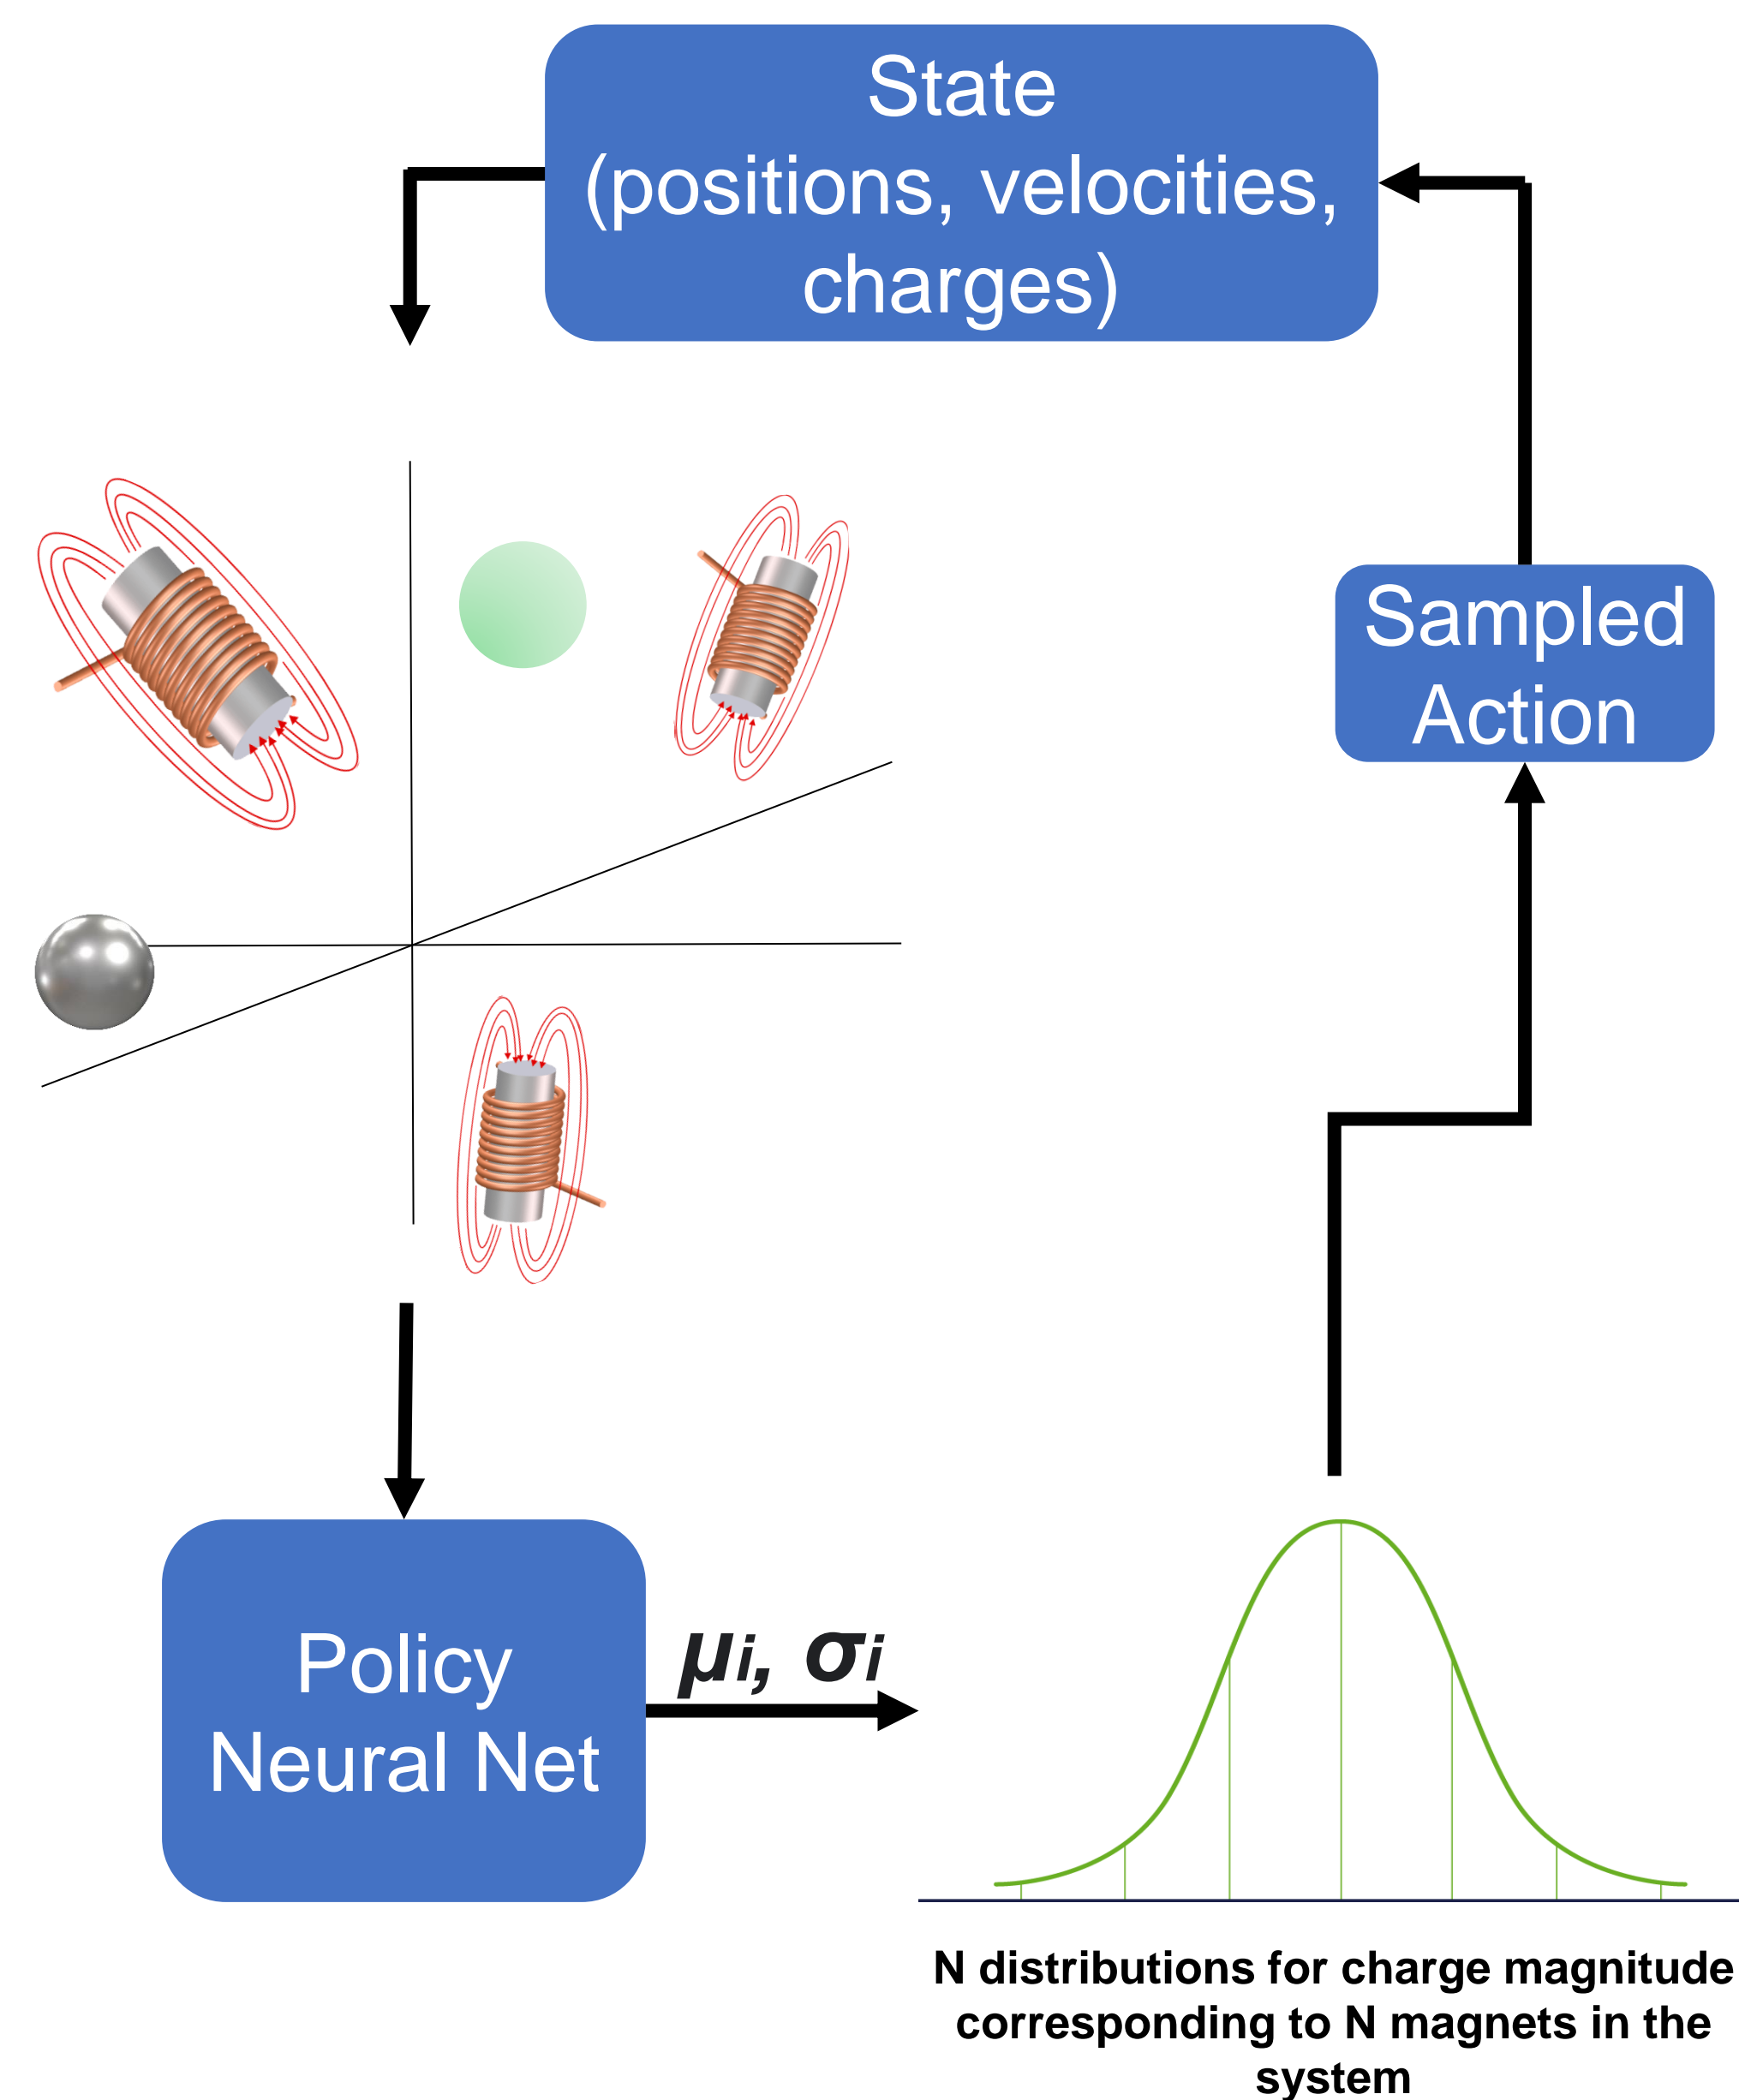 State
(positions, velocities,
charges)
Sampled
Action
Policy
Neural Net
μi, σi
N distributions for charge magnitude
corresponding to N magnets in the
system